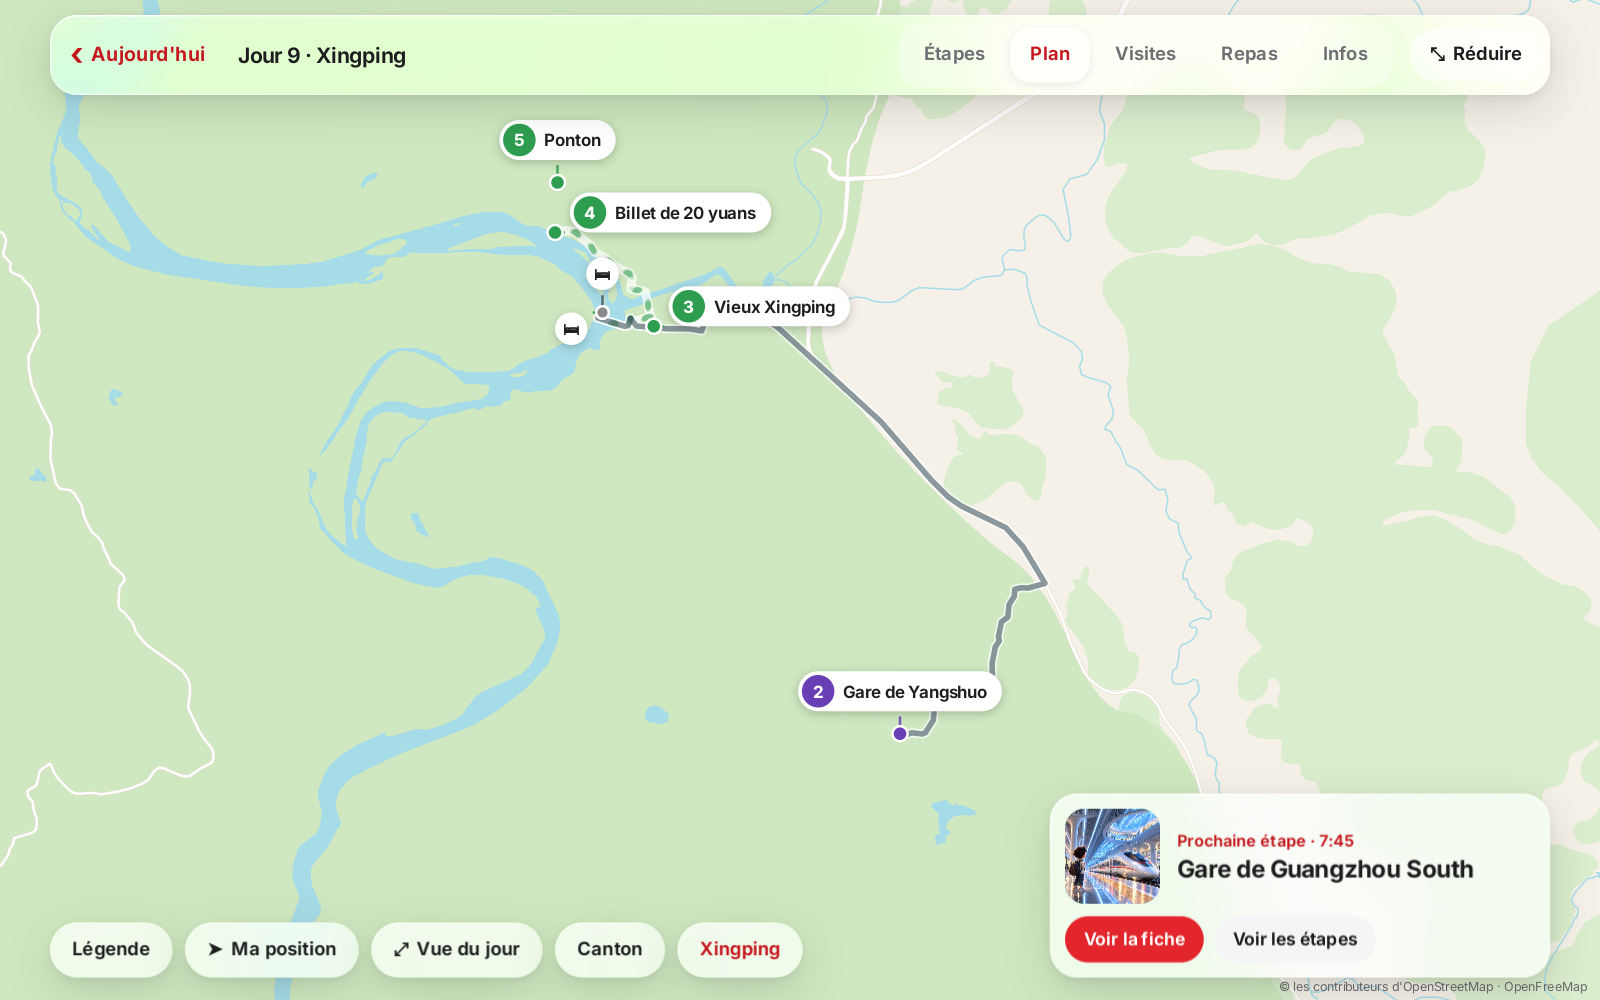 ‹ Aujourd'hui
Jour 9 · Xingping
Étapes
Plan
Visites
Repas
Infos
Réduire
5 Ponton
4 Billet de 20 yuans
3 Vieux Xingping
2 Gare de Yangshuo
Prochaine étape · 7:45
Gare de Guangzhou South
Voir la fiche
Voir les étapes
Légende
Ma position
Vue du jour
Canton
Xingping
© les contributeurs d'OpenStreetMap · OpenFreeMap